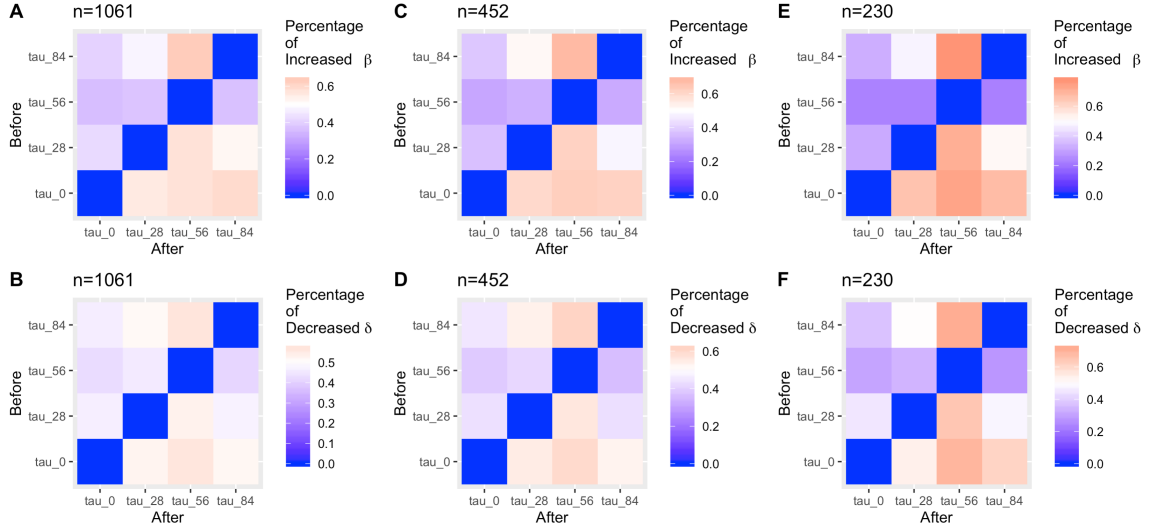 A
n=1061
Before
tau_84
tau_56
tau_28
tau_0
tau_0 tau_28 tau_56 tau_84
After
Percentage
of
Increased β
0.6
0.4
0.2
0.0
C
n=452
Before
tau_84
tau_56
tau_28
tau_0
tau_0 tau_28 tau_56 tau_84
After
Percentage
of
Increased β
0.6
0.4
0.2
0.0
E
n=230
Before
tau_84
tau_56
tau_28
tau_0
tau_0 tau_28 tau_56 tau_84
After
Percentage
of
Increased β
0.6
0.4
0.2
0.0
B
n=1061
Before
tau_84
tau_56
tau_28
tau_0
tau_0 tau_28 tau_56 tau_84
After
Percentage
of
Decreased δ
0.5
0.4
0.3
0.2
0.1
0.0
D
n=452
Before
tau_84
tau_56
tau_28
tau_0
tau_0 tau_28 tau_56 tau_84
After
Percentage
of
Decreased δ
0.6
0.4
0.2
0.0
F
n=230
Before
tau_84
tau_56
tau_28
tau_0
tau_0 tau_28 tau_56 tau_84
After
Percentage
of
Decreased δ
0.6
0.4
0.2
0.0